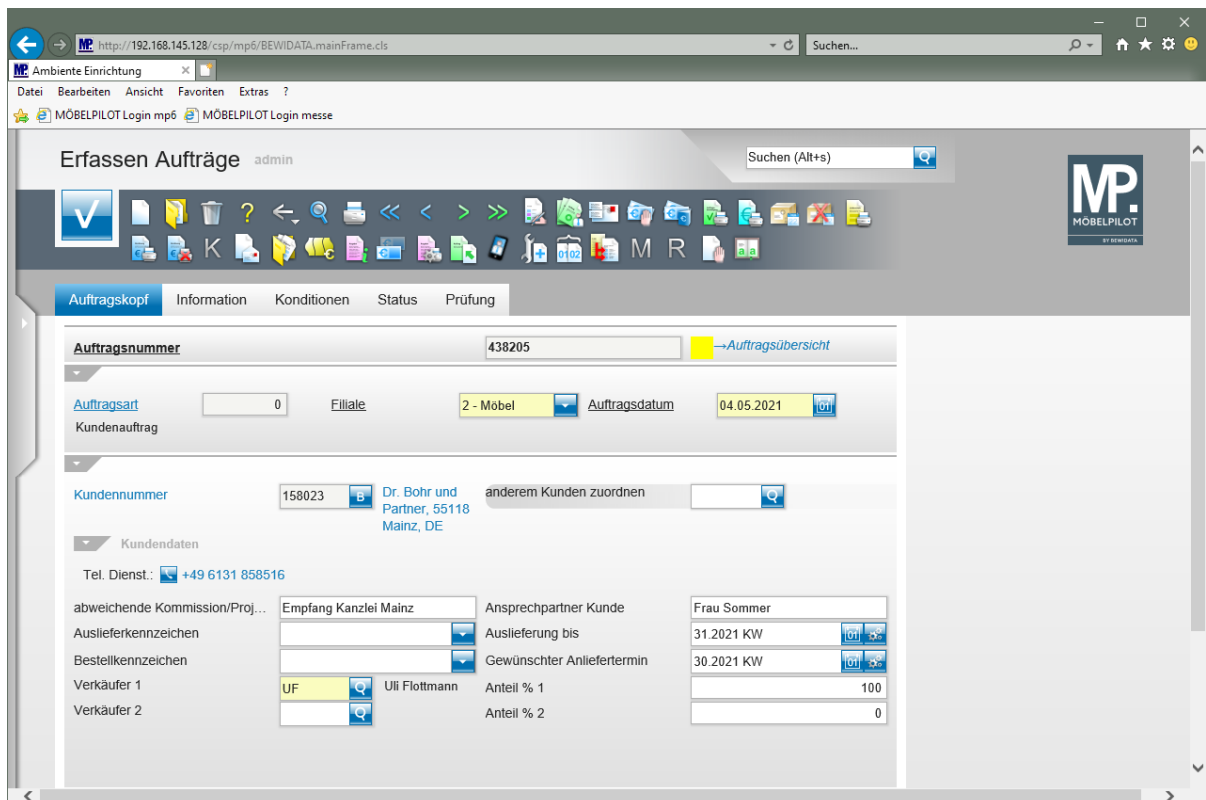 http://192.168.145.128/csp/mp6/BEWIDATA.mainFrame.cls
Suchen...
MP. Ambiente Einrichtung
Datei Bearbeiten Ansicht Favoriten Extras ?
MÖBELPILOT Login mp6 MÖBELPILOT Login messe
Erfassen Aufträge admin
Suchen (Alt+s)
MP.
MÖBELPILOT
BY BEWIDATA
?
K
0102
M R
a a
Auftragskopf Information Konditionen Status Prüfung
Auftragsnummer 438205 →Auftragsübersicht
Auftragsart 0 Filiale 2 - Möbel Auftragsdatum 04.05.2021
Kundenauftrag
Kundennummer 158023 B Dr. Bohr und anderem Kunden zuordnen
Partner, 55118
Mainz, DE
Kundendaten
Tel. Dienst.: +49 6131 858516
abweichende Kommission/Proj... Empfang Kanzlei Mainz Ansprechpartner Kunde Frau Sommer
Auslieferkennzeichen Auslieferung bis 31.2021 KW
Bestellkennzeichen Gewünschter Anliefertermin 30.2021 KW
Verkäufer 1 UF Uli Flottmann Anteil % 1 100
Verkäufer 2 Anteil % 2 0